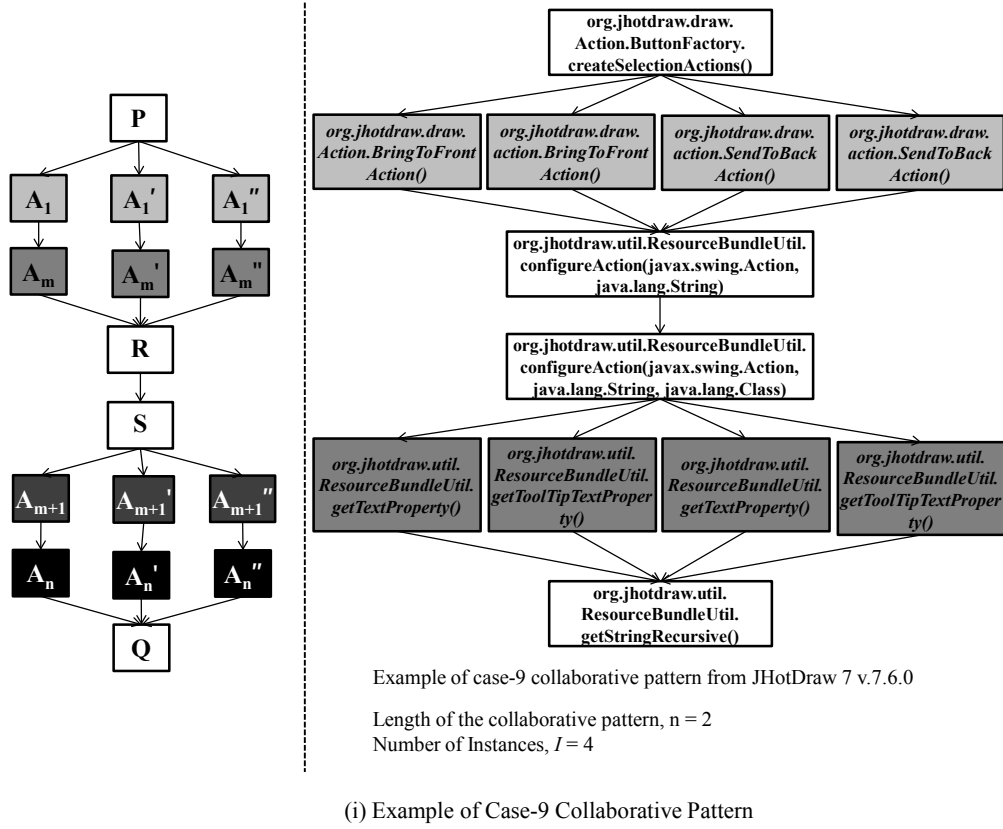 P
A1 A1' A1"
Am Am' Am"
R
S
Am+1 Am+1' Am+1"
An An' An"
Q
org.jhotdraw.draw.
Action.ButtonFactory.
createSelectionActions()
org.jhotdraw.draw.
Action.BringToFront
Action()
org.jhotdraw.draw.
action.BringToFront
Action()
org.jhotdraw.draw.
action.SendToBack
Action()
org.jhotdraw.draw.
action.SendToBack
Action()
org.jhotdraw.util.ResourceBundleUtil.
configureAction(javax.swing.Action,
java.lang.String)
org.jhotdraw.util.ResourceBundleUtil.
configureAction(javax.swing.Action,
java.lang.String, java.lang.Class)
org.jhotdraw.util.
ResourceBundleUtil.
getTextProperty()
org.jhotdraw.util.
ResourceBundleUtil.
getToolTipTextProper
ty()
org.jhotdraw.util.
ResourceBundleUtil.
getTextProperty()
org.jhotdraw.util.
ResourceBundleUtil.
getToolTipTextProper
ty()
org.jhotdraw.util.
ResourceBundleUtil.
getStringRecursive()
Example of case-9 collaborative pattern from JHotDraw 7 v.7.6.0
Length of the collaborative pattern, n = 2
Number of Instances, I = 4
(i) Example of Case-9 Collaborative Pattern